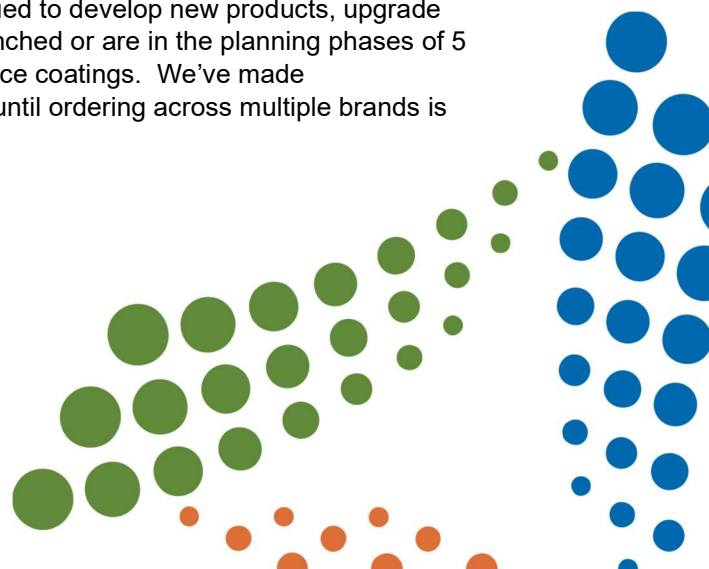 ued to develop new products, upgrade
nched or are in the planning phases of 5
ce coatings.  We’ve made
until ordering across multiple brands is